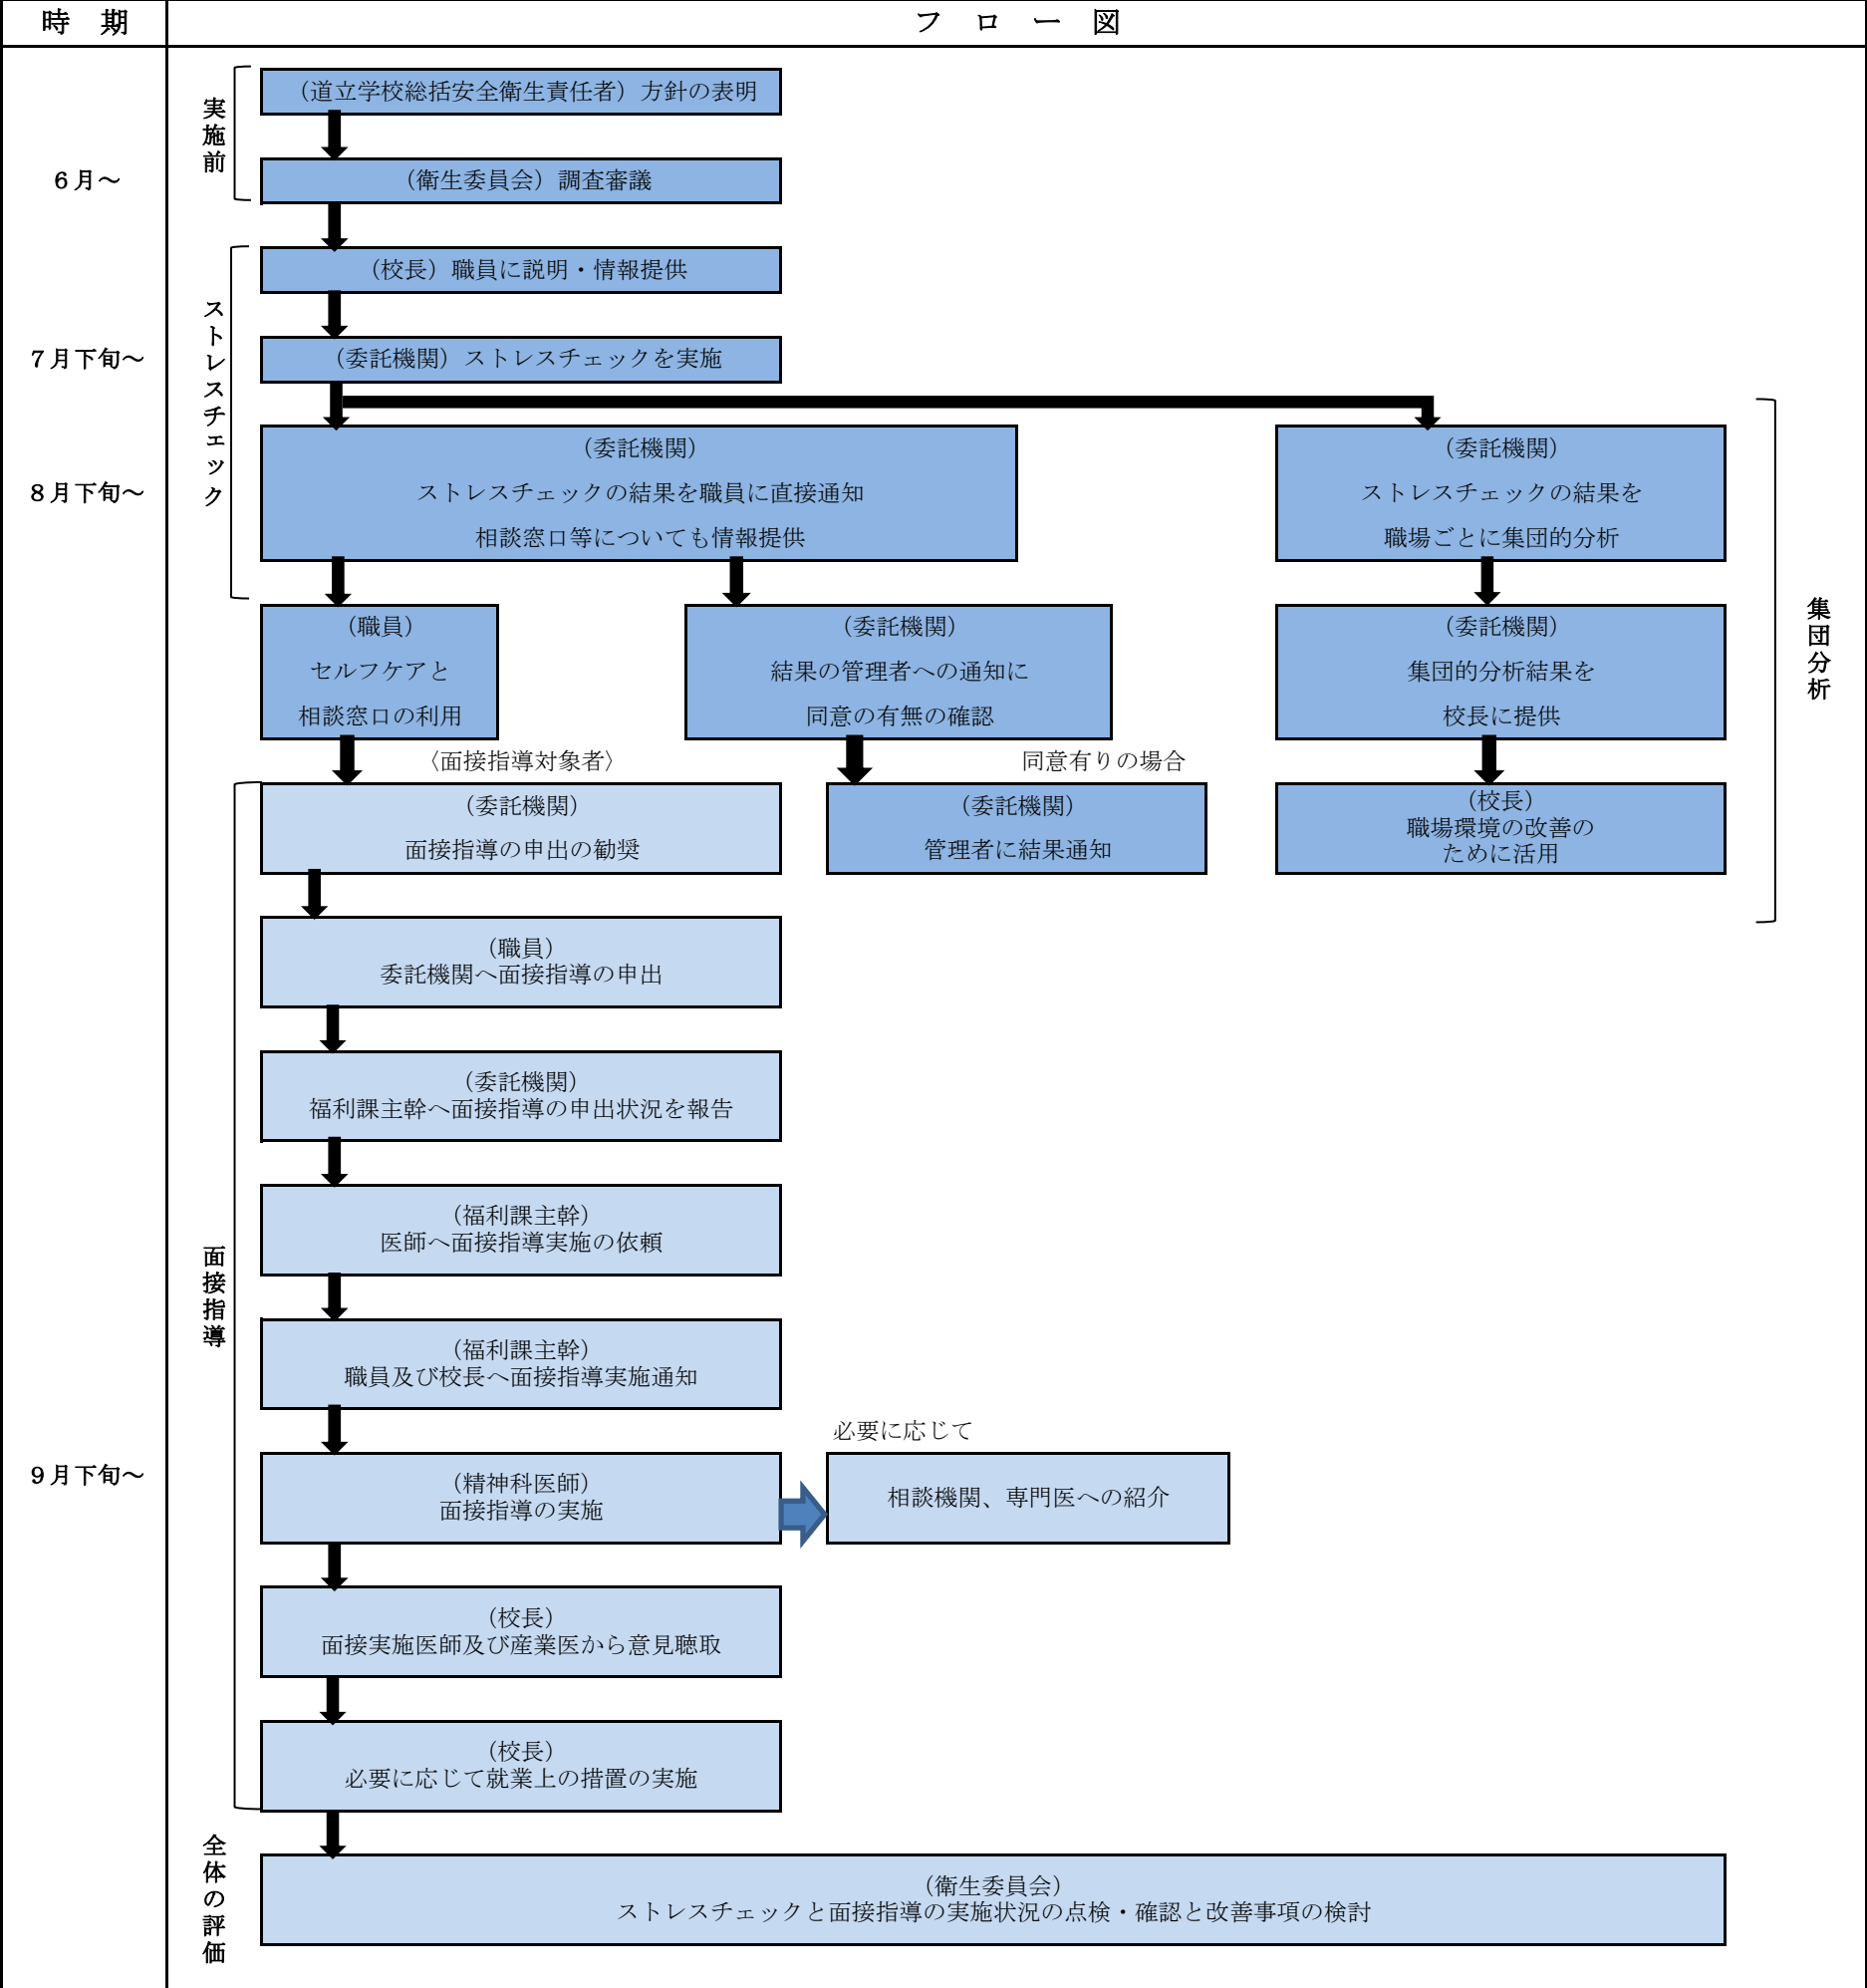 時　期
フ　ロ　ー　図
実施前
（道立学校総括安全衛生責任者）方針の表明
６月～
（衛生委員会）調査審議
ストレスチェック
（校長）職員に説明・情報提供
７月下旬～
（委託機関）ストレスチェックを実施
８月下旬～
（委託機関）
ストレスチェックの結果を職員に直接通知
相談窓口等についても情報提供
（委託機関）
ストレスチェックの結果を
職場ごとに集団的分析
集団分析
（職員）
セルフケアと
相談窓口の利用
（委託機関）
結果の管理者への通知に
同意の有無の確認
（委託機関）
集団的分析結果を
校長に提供
〈面接指導対象者〉
同意有りの場合
面接指導
（委託機関）
面接指導の申出の勧奨
（委託機関）
管理者に結果通知
（校長）
職場環境の改善の
ために活用
（職員）
委託機関へ面接指導の申出
（委託機関）
福利課主幹へ面接指導の申出状況を報告
（福利課主幹）
医師へ面接指導実施の依頼
（福利課主幹）
職員及び校長へ面接指導実施通知
必要に応じて
９月下旬～
（精神科医師）
面接指導の実施
相談機関、専門医への紹介
（校長）
面接実施医師及び産業医から意見聴取
（校長）
必要に応じて就業上の措置の実施
全体の評価
（衛生委員会）
ストレスチェックと面接指導の実施状況の点検・確認と改善事項の検討